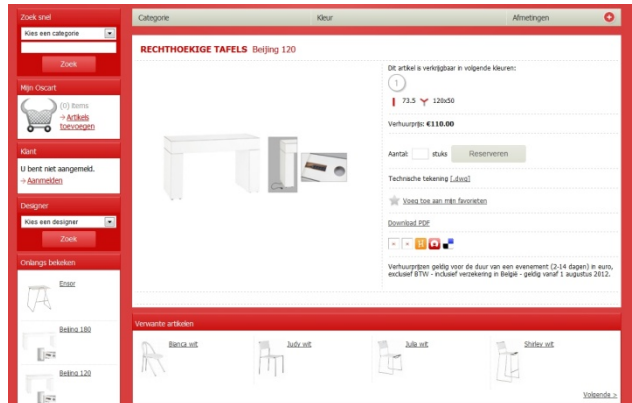 Zoek snel
Kies een categorie
Zoek
Mijn Oscart
(0) items
Artikels
toevoegen
Klant
U bent niet aangemeld.
Aanmelden
Designer
Kies een designer
Zoek
Onlangs bekeken
Ensor
Beijing 180
Beijing 120
Categorie
Kleur
Afmetingen
RECHTHOEKIGE TAFELS Beijing 120
Dit artikel is verkrijgbaar in volgende kleuren:
1
73.5 120x50
Verhuurprijs: €110.00
Aantal: stuks Reserveren
Technische tekening [.dwg]
Voeg toe aan mijn favorieten
Download PDF
Verhuurprijzen geldig voor de duur van een evenement (2-14 dagen) in euro,
exclusief BTW - inclusief verzekering in België - geldig vanaf 1 augustus 2012.
Verwante artikelen
Bianca wit
Judy wit
Julia wit
Shirley wit
Volgende >